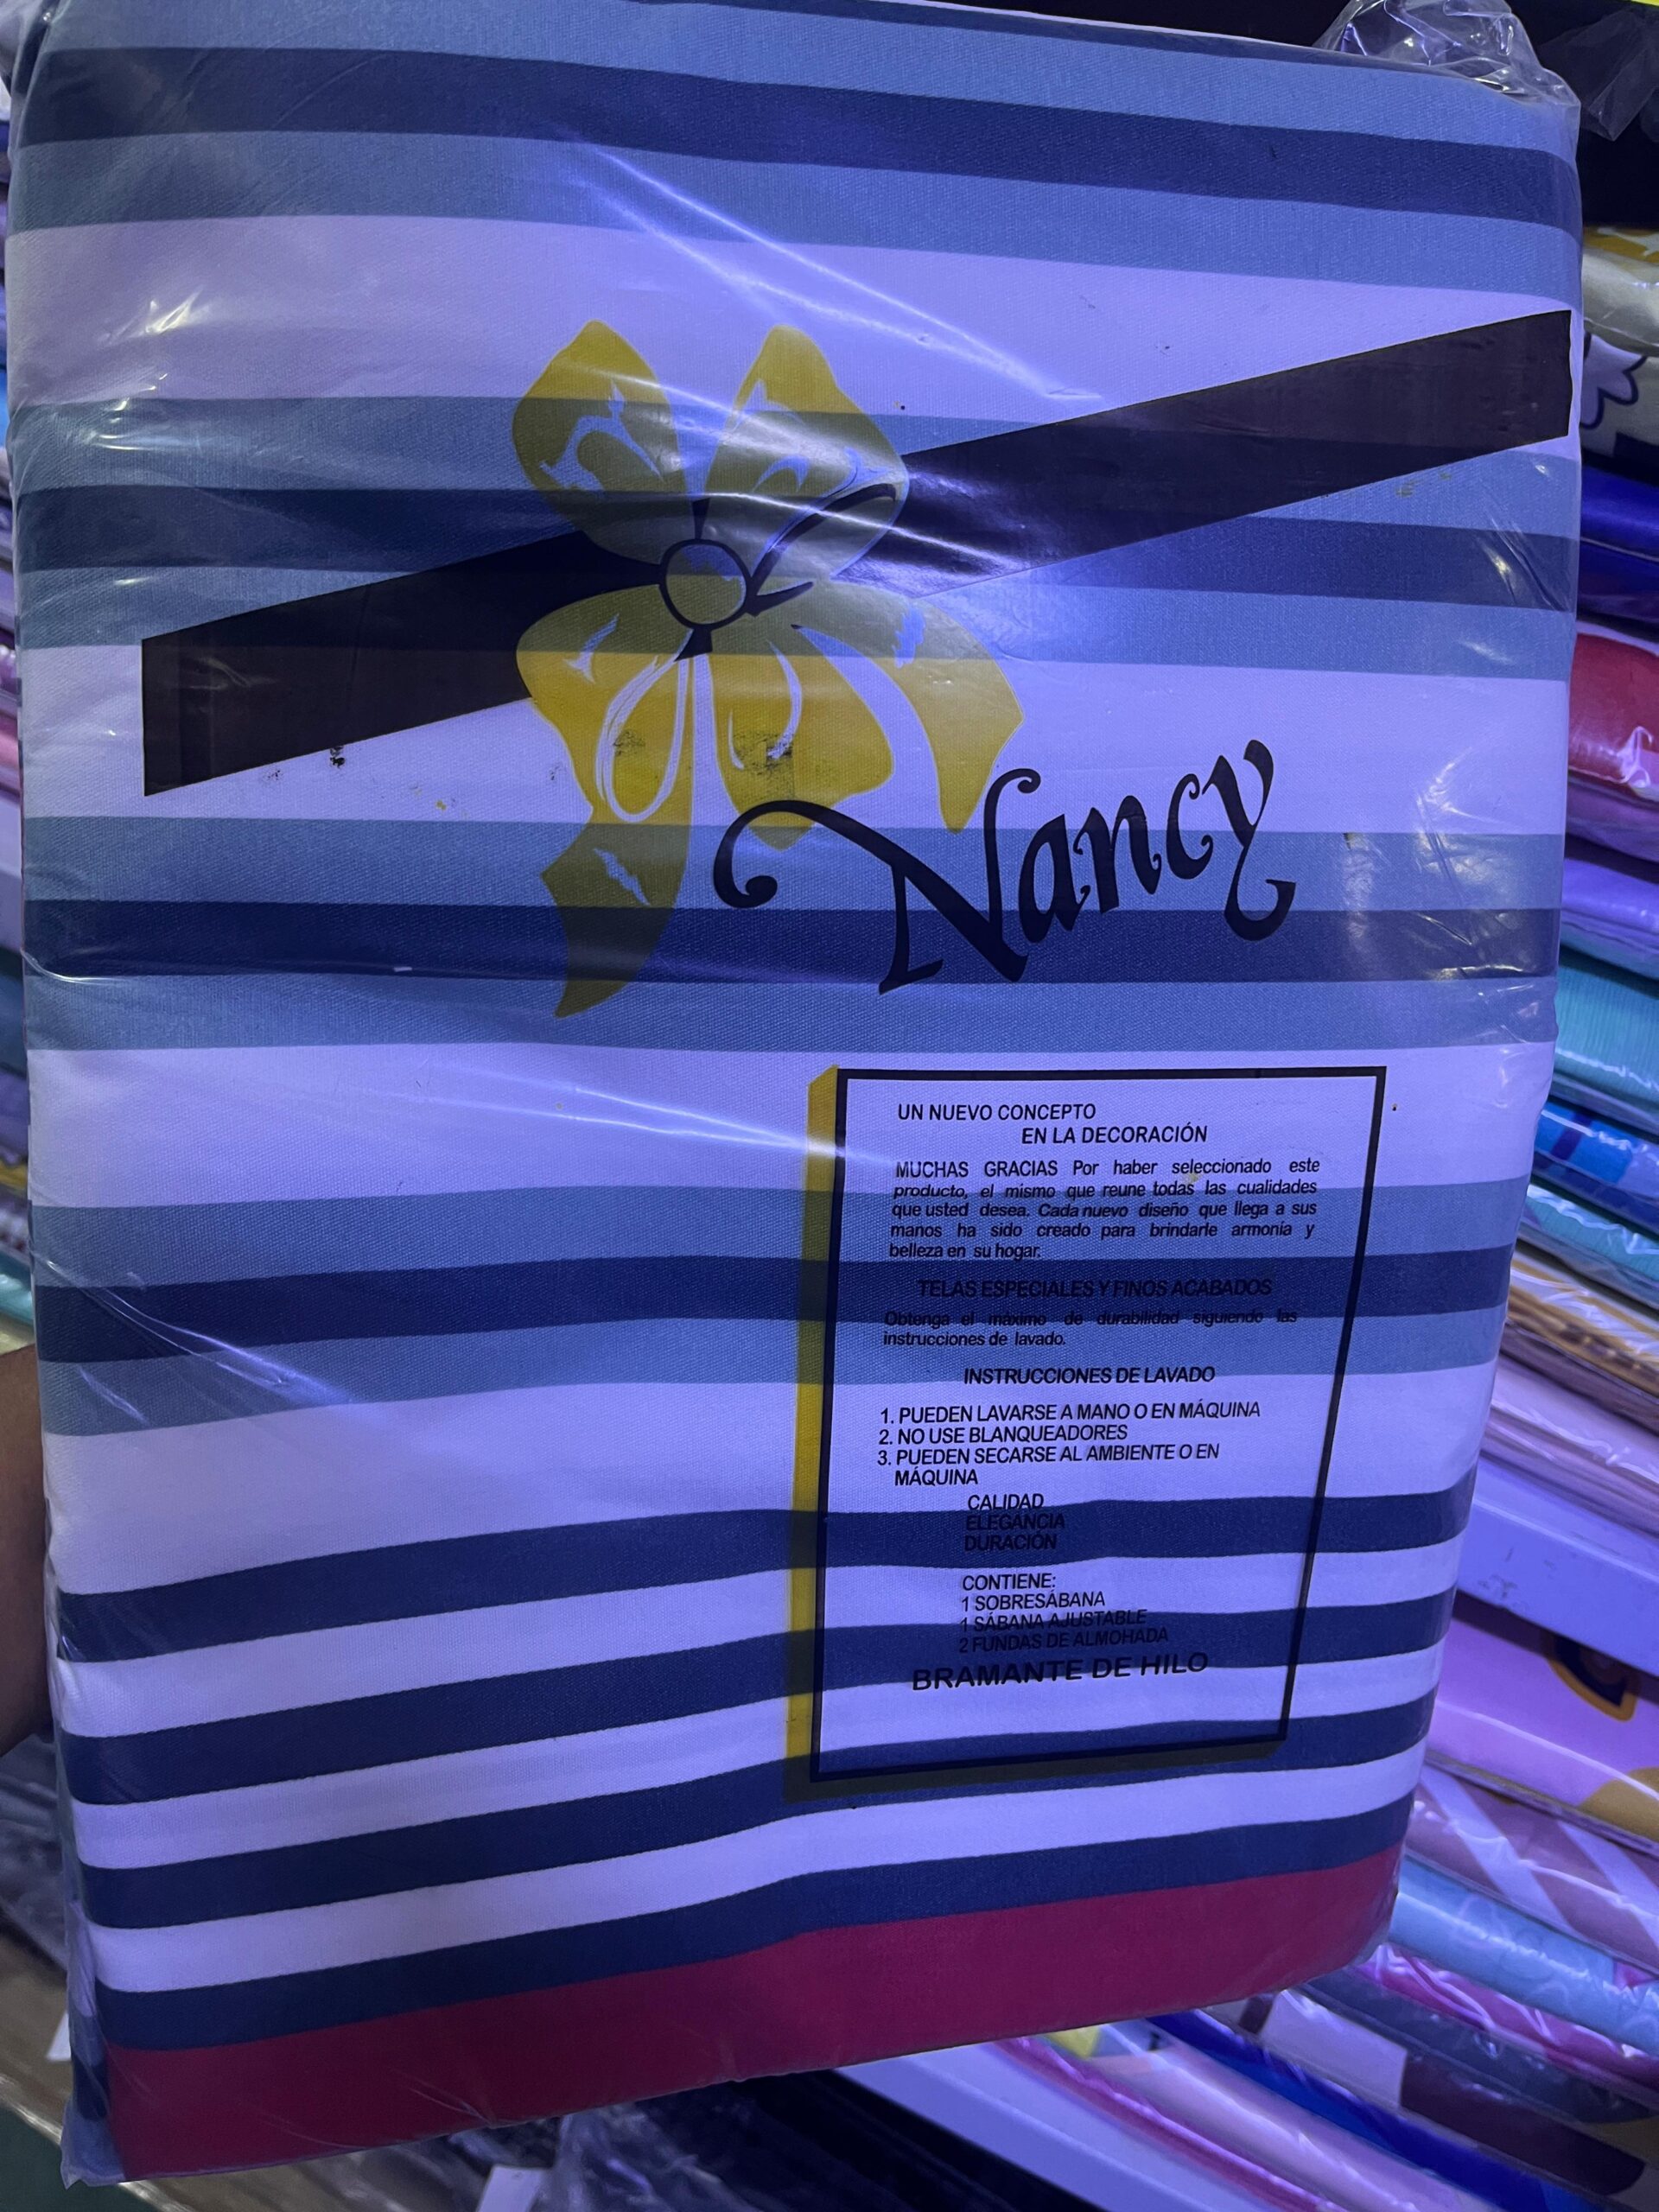 Nancy
UN NUEVO CONCEPTO
EN LA DECORACIÓN
MUCHAS GRACIAS Por haber seleccionado este
producto, el mismo que reune todas las cualidades
que usted desea. Cada nuevo diseño que llega a sus
manos ha sido creado para brindarle armonía y
belleza en su hogar.
TELAS ESPECIALES Y FINOS ACABADOS
Obtenga el máximo de durabilidad siguiendo las
instrucciones de lavado.
INSTRUCCIONES DE LAVADO
1. PUEDEN LAVARSE A MANO O EN MÁQUINA
2. NO USE BLANQUEADORES
3. PUEDEN SECARSE AL AMBIENTE O EN
MÁQUINA
CALIDAD
ELEGANCIA
DURACIÓN
CONTIENE:
1 SOBRESÁBANA
1 SÁBANA AJUSTABLE
2 FUNDAS DE ALMOHADA
BRAMANTE DE HILO